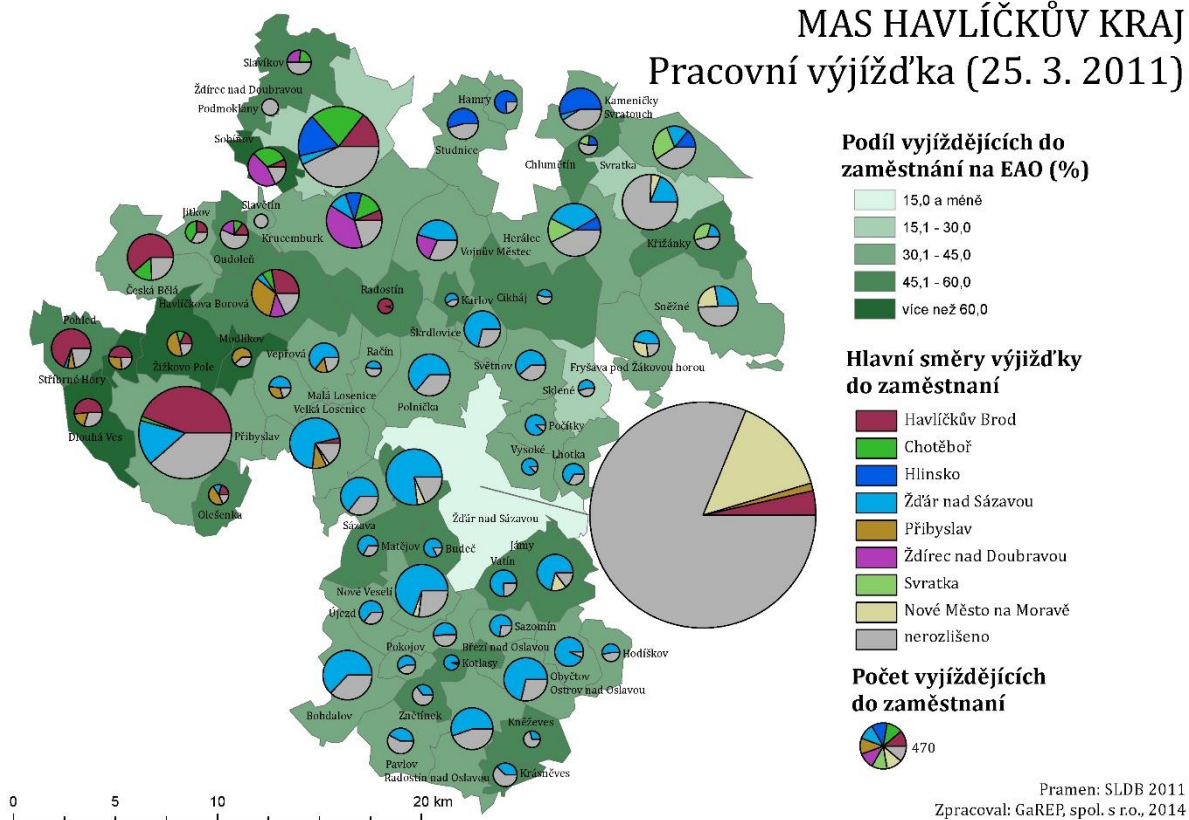 MAS HAVLÍČKŮV KRAJ
Pracovní výjížďka (25. 3. 2011)
Podíl vyjíždějících do
zaměstnání na EAO (%)
15,0 a méně
15,1 - 30,0
30,1 - 45,0
45,1 - 60,0
více než 60,0
Hlavní směry výjižďky
do zaměstnaní
Havlíčkův Brod
Chotěboř
Hlinsko
Žďár nad Sázavou
Přibyslav
Ždírec nad Doubravou
Svratka
Nové Město na Moravě
nerozlišeno
Počet vyjíždějících
do zaměstnaní
470
Pramen: SLDB 2011
Zpracoval: GaREP, spol. s r.o., 2014
Slavíkov
Ždírec nad Doubravou
Podmoklany
Sobíňov
Hamry
Studnice
Kameničky
Svratouch
Chlumětín
Svratka
Slavětín
Jitkov
Krucemburk
Oudoleň
Vojnův Městec
Herálec
Křižánky
Česká Bělá
Havlíčkova Borová
Radostín
Karlov
Cikháj
Sněžné
Pohled
Modlíkov
Škrdlovice
Stříbrné Hory
Žižkovo Pole
Vepřová
Račín
Světnov
Fryšava pod Žákovou horou
Malá Losenice
Velká Losenice
Polnička
Sklené
Dlouhá Ves
Přibyslav
Počítky
Vysoké
Lhotka
Olešenka
Sázava
Žďár nad Sázavou
Matějov
Budeč
Jámy
Vatín
Nové Veselí
Újezd
Sazomín
Pokojov
Březí nad Oslavou
Hodíškov
Kotlasy
Obyčtov
Ostrov nad Oslavou
Bohdalov
Znětínek
Kněževes
Pavlov
Radostín nad Oslavou
Krásněves
0 5 10 20 km